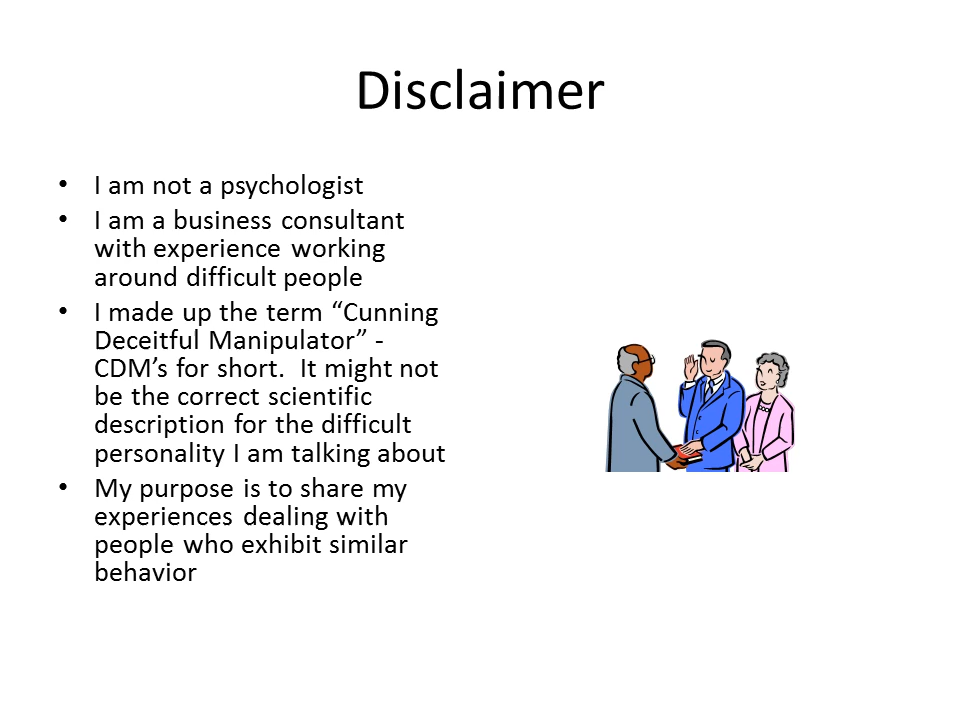 Disclaimer
• I am not a psychologist
• I am a business consultant
with experience working
around difficult people
• I made up the term “Cunning
Deceitful Manipulator” -
CDM’s for short.  It might not
be the correct scientific
description for the difficult
personality I am talking about
• My purpose is to share my
experiences dealing with
people who exhibit similar
behavior